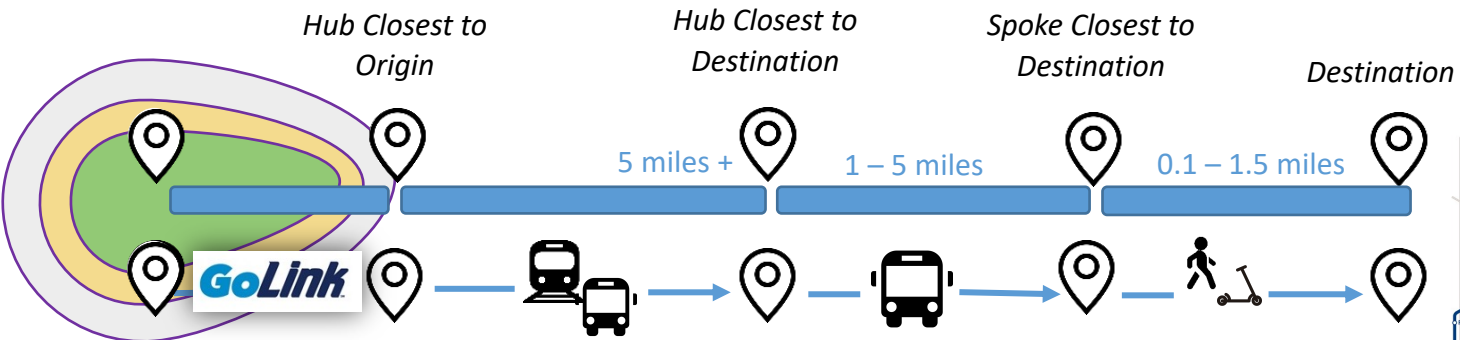 Hub Closest to
Origin
Hub Closest to
Destination
Spoke Closest to
Destination
Destination
5 miles +
1 – 5 miles
0.1 – 1.5 miles
GoLink